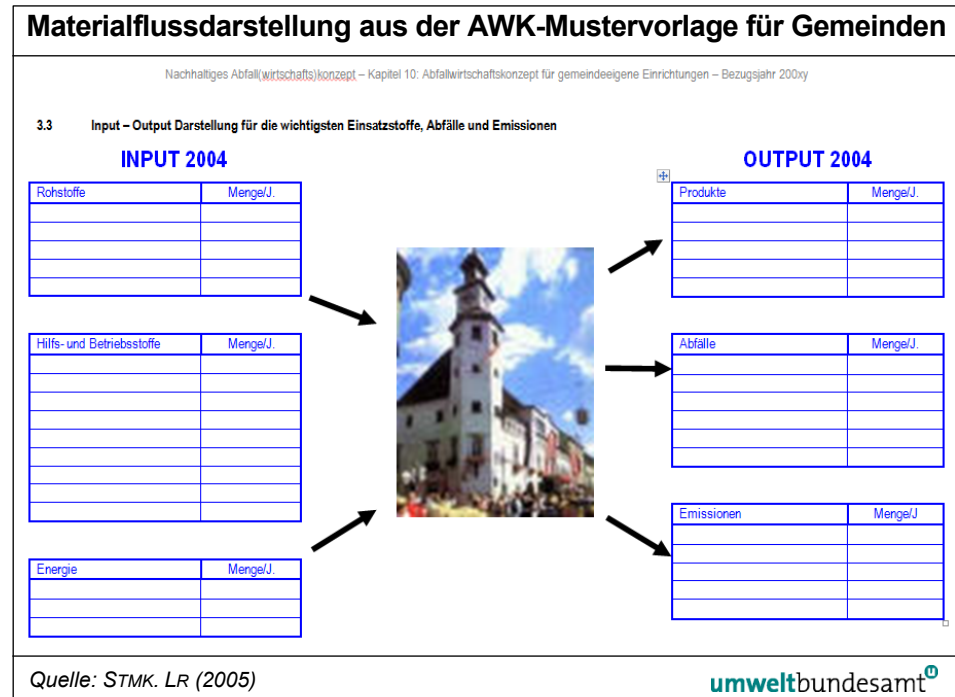 Materialflussdarstellung aus der AWK-Mustervorlage für Gemeinden
Nachhaltiges Abfall(wirtschafts)konzept – Kapitel 10: Abfallwirtschaftskonzept für gemeindeeigene Einrichtungen – Bezugsjahr 200xy
3.3 Input – Output Darstellung für die wichtigsten Einsatzstoffe, Abfälle und Emissionen
INPUT 2004
Rohstoffe Menge/J.
Hilfs- und Betriebsstoffe Menge/J.
Energie Menge/J.
OUTPUT 2004
Produkte Menge/J.
Abfälle Menge/J.
Emissionen Menge/J
Quelle: STMK. LR (2005)
umweltbundesamt